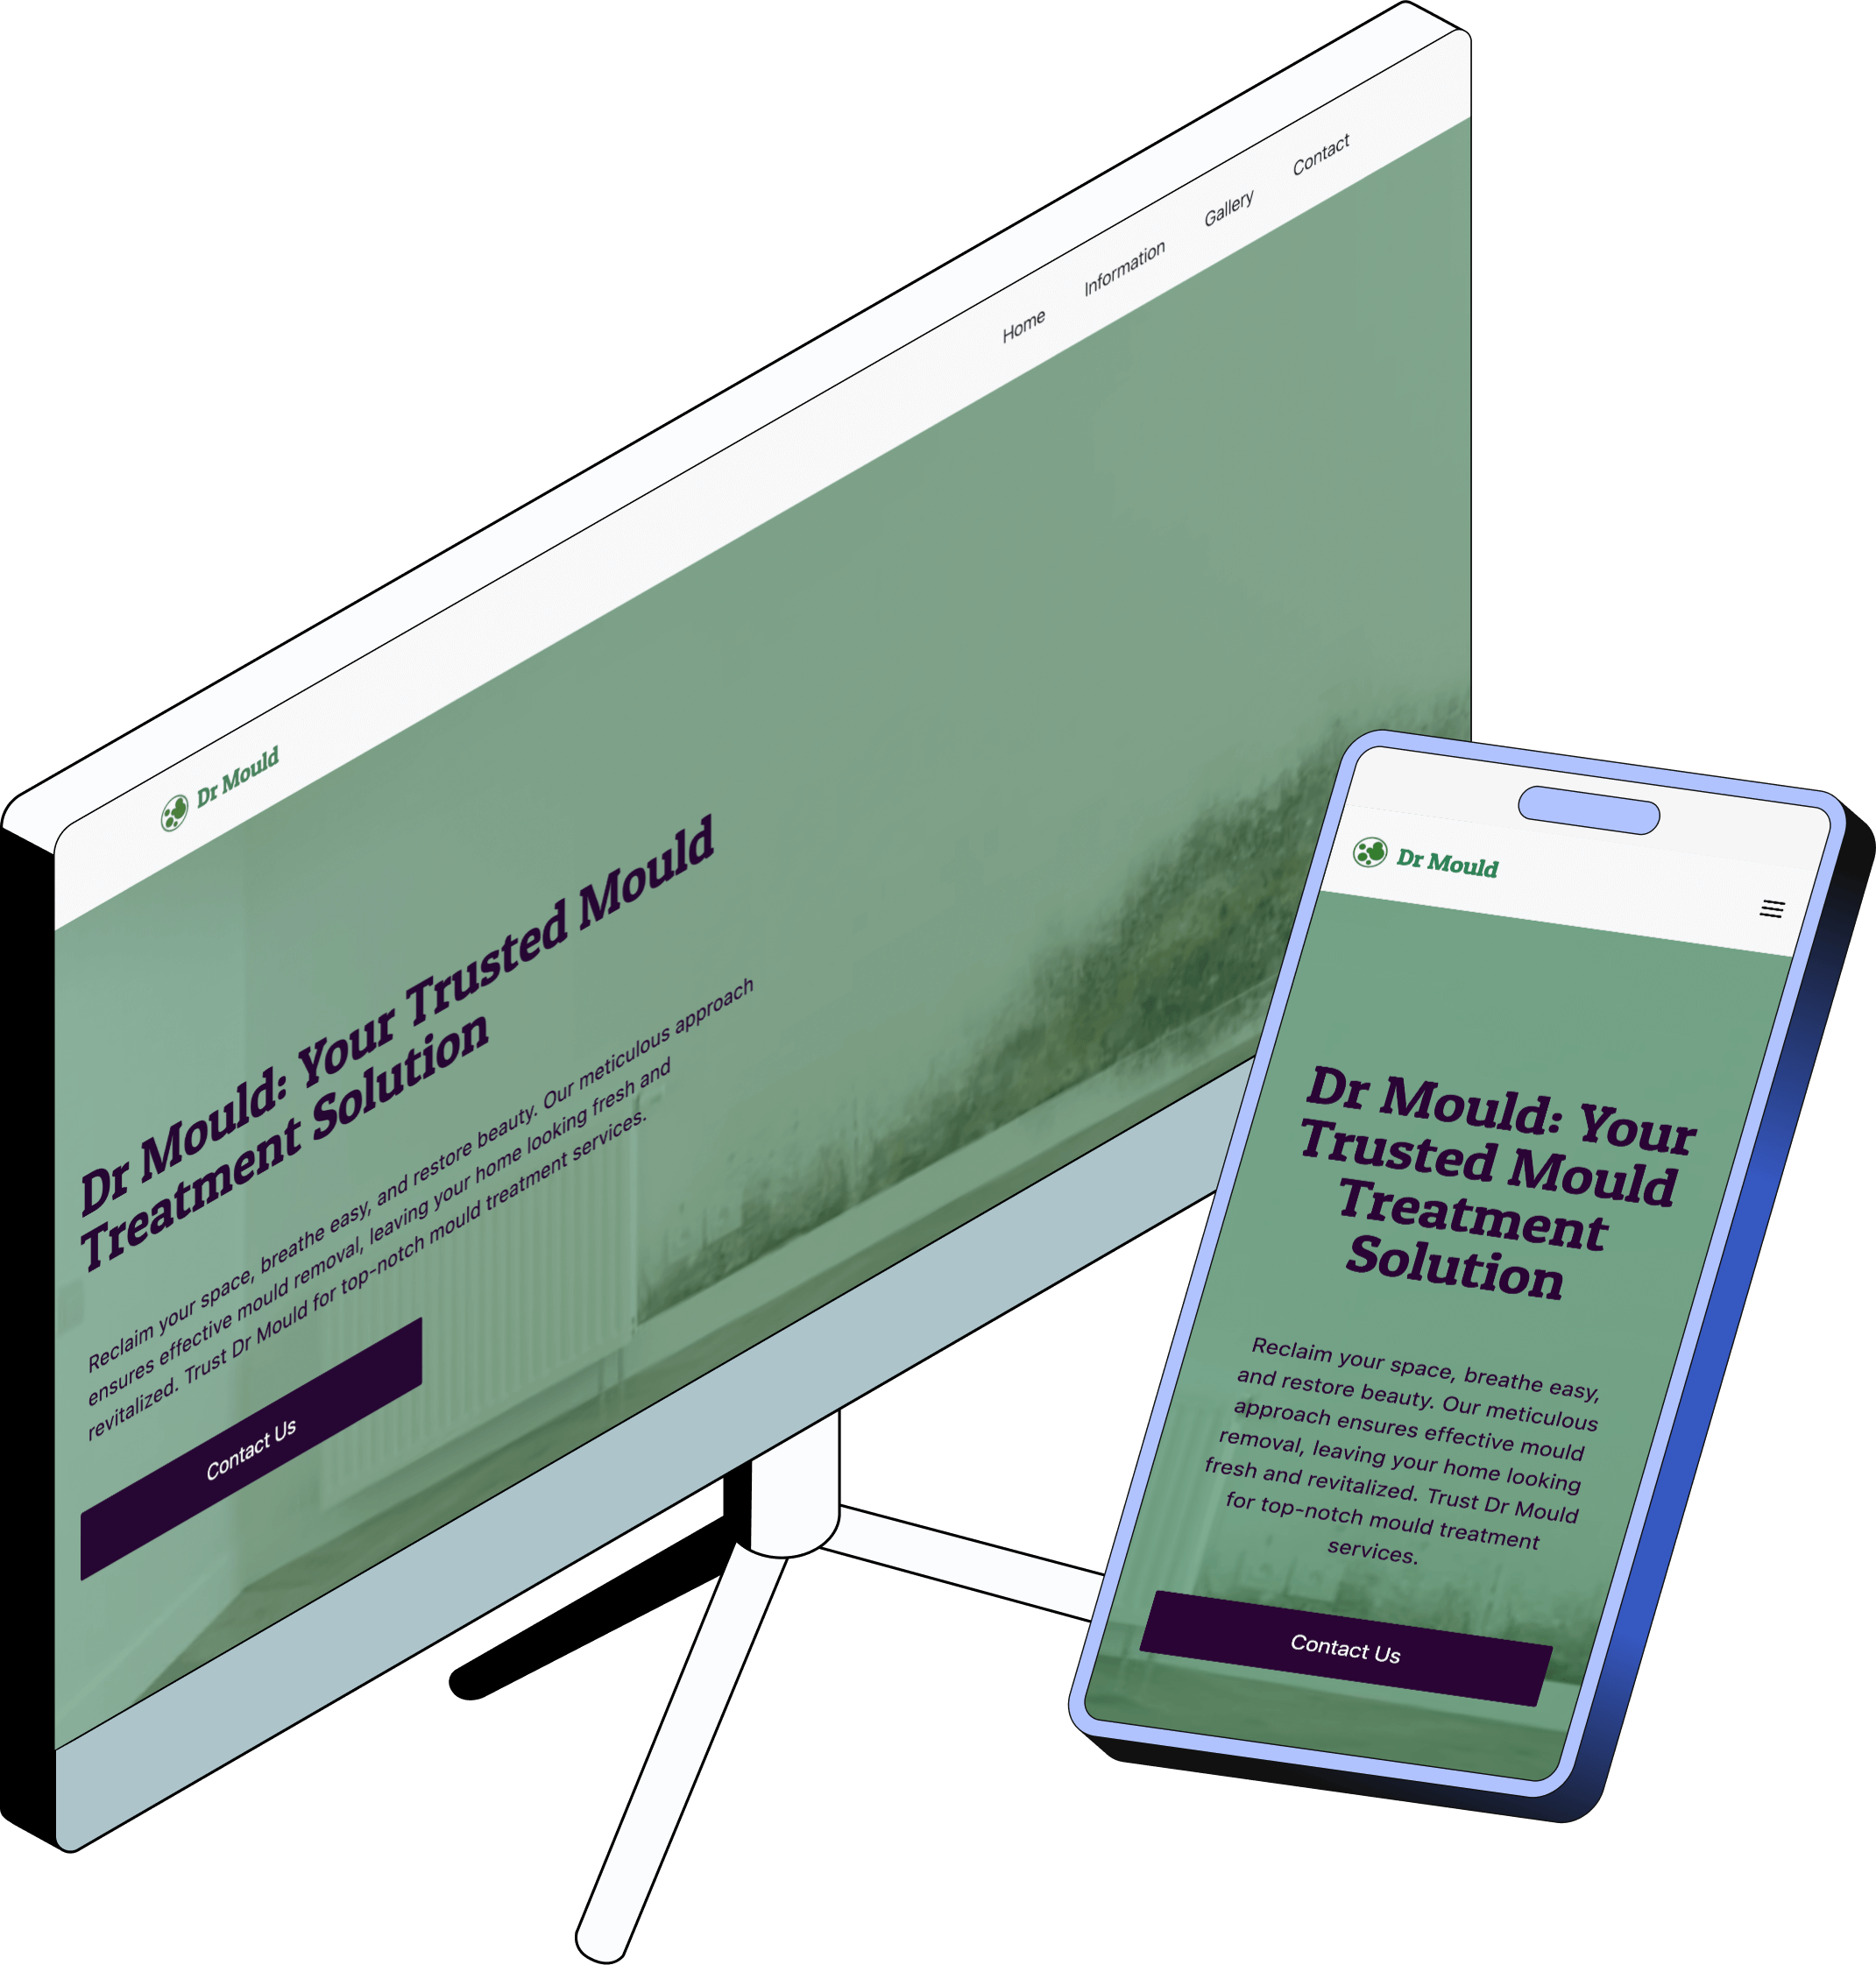 Dr Mould
Home Information Gallery Contact
Dr Mould: Your Trusted Mould
Treatment Solution
Reclaim your space, breathe easy, and restore beauty. Our meticulous approach
ensures effective mould removal, leaving your home looking fresh and
revitalized. Trust Dr Mould for top-notch mould treatment services.
Contact Us
Dr Mould
Dr Mould: Your
Trusted Mould
Treatment
Solution
Reclaim your space, breathe easy,
and restore beauty. Our meticulous
approach ensures effective mould
removal, leaving your home looking
fresh and revitalized. Trust Dr Mould
for top-notch mould treatment
services.
Contact Us